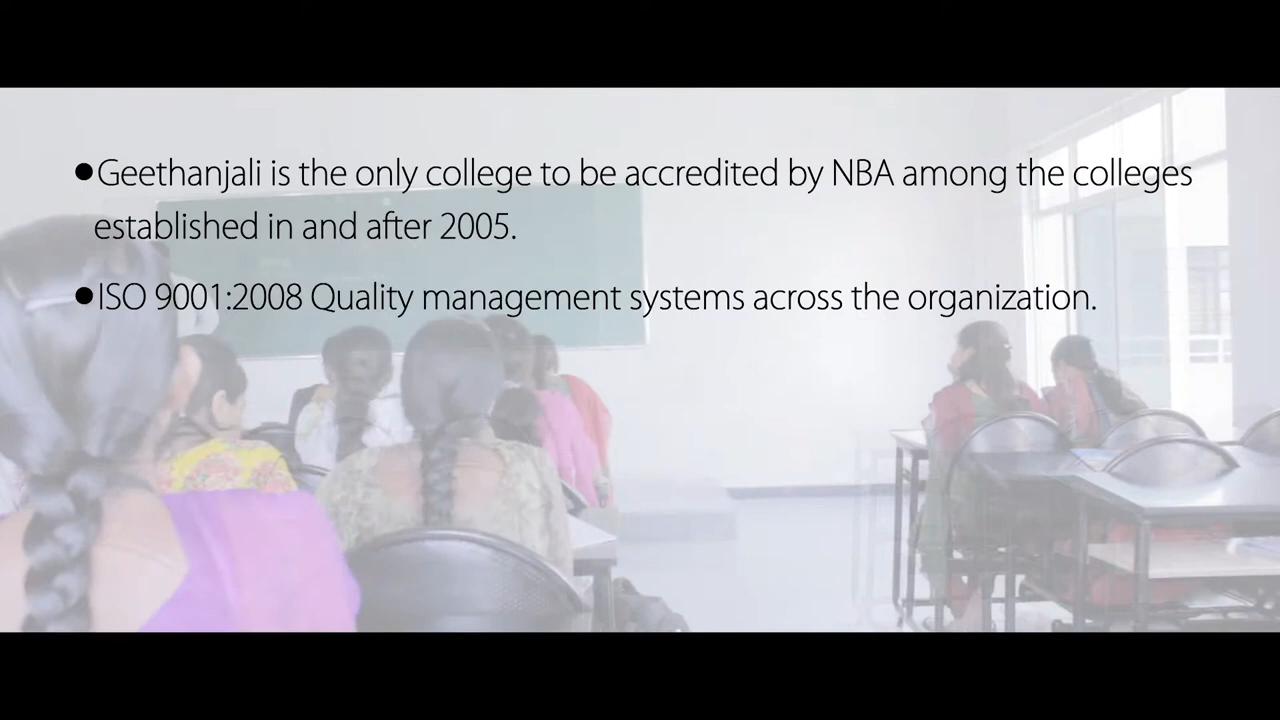 ●Geethanjali is the only college to be accredited by NBA among the colleges
established in and after 2005.
●ISO 9001:2008 Quality management systems across the organization.